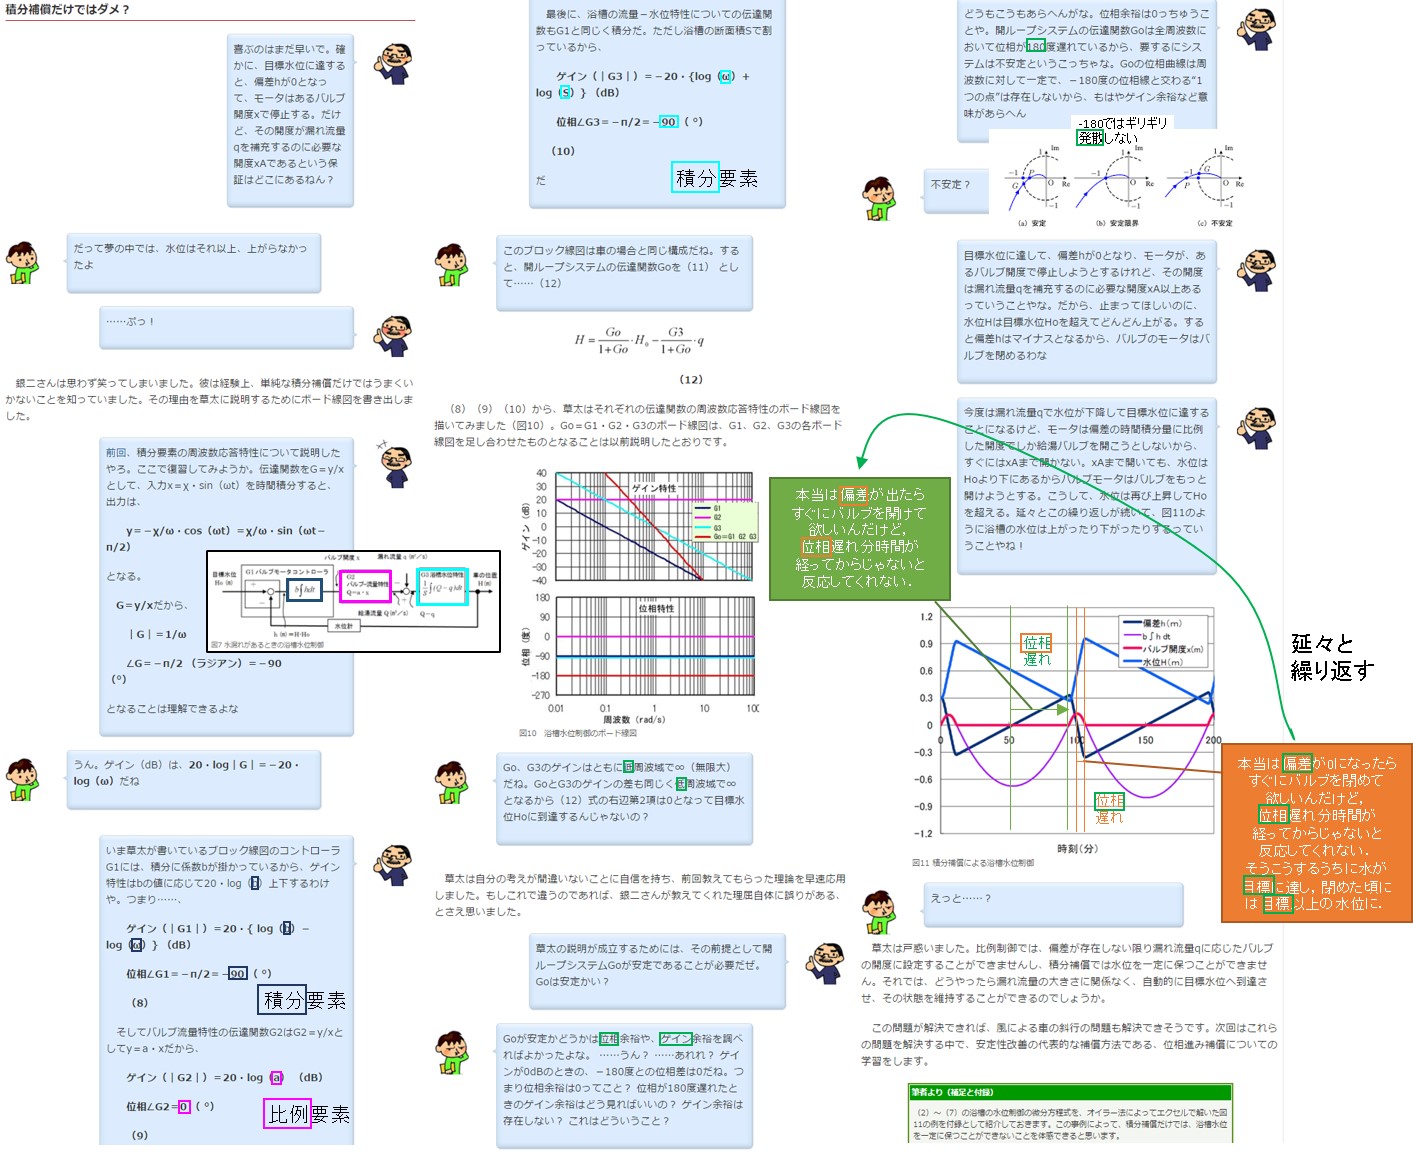 積分補償だけではダメ？
喜ぶのはまだ早いで。確
かに、目標水位に達する
と、偏差hが0となっ
て、モータはあるバルブ
開度xで停止する。だけ
ど、その開度が漏れ流量
qを補充するのに必要な
開度xAであるという保
証はどこにあるねん？
だって夢の中では、水位はそれ以上、上がらなかっ
たよ
……ぷっ！
銀二さんは思わず笑ってしまいました。彼は経験上、単純な積分補償だけではうまくい
かないことを知っていました。その理由を草太に説明するためにボード線図を書き出しま
した。
前回、積分要素の周波数応答特性について説明した
やろ。ここで復習してみようか。伝達関数をG＝y/x
として、入力x＝χ・sin（ωt）を時間積分すると、
出力は、
y＝－χ/ω・cos（ωt）＝χ/ω・sin（ωt－
π/2）
となる。
G＝y/xだから、
｜G｜＝1/ω
∠G＝－π/2（ラジアン）＝－90
（°）
となることは理解できるよな
バルブ開度 x 漏れ流量 q (m³/s)
目標水位
Ho (m)
G1バルブモータコントローラ
b∫hdt
G2
バルブ-流量特性
Q=a・x
G3浴槽水位特性
1/S∫(Q－q)dt
車の位置
H (m)
給湯流量 Q (m³/s) Q－q
水位計
h (m)＝H-Ho
図7 水漏れがあるときの浴槽水位制御
うん。ゲイン（dB）は、20・log｜G｜＝－20・
log（ω）だね
いま草太が書いているブロック線図のコントローラ
G1には、積分に係数bが掛かっているから、ゲイン
特性はbの値に応じて20・log（b）上下するわけ
や。つまり……、
ゲイン（｜G1｜）＝20・{ log（b）－
log（ω）}（dB）
位相∠G1＝－π/2＝－90（°）
（8）
積分要素
そしてバルブ流量特性の伝達関数G2はG2＝y/xと
してy＝a・xだから、
ゲイン（｜G2｜）＝20・log（a）（dB）
位相∠G2＝0（°）
比例要素
（9）
最後に、浴槽の流量－水位特性についての伝達関
数もG1と同じく積分だ。ただし浴槽の断面積Sで割
っているから、
ゲイン（｜G3｜）＝－20・{log（ω）＋
log（S）}（dB）
位相∠G3＝－π/2＝－90（°）
（10）
積分要素
だ
このブロック線図は車の場合と同じ構成だね。する
と、開ループシステムの伝達関数Goを（11）とし
て……（12）
H = Go/(1+Go)・H₀ − G3/(1+Go)・q
（12）
（8）（9）（10）から、草太はそれぞれの伝達関数の周波数応答特性のボード線図を
描いてみました（図10）。Go＝G1・G2・G3のボード線図は、G1、G2、G3の各ボード
線図を足し合わせたものとなることは以前説明したとおりです。
ゲイン特性
ゲイン（dB）
40
30
20
10
0
-10
-20
-30
-40
G1
G2
G3
Go=G1 G2 G3
位相特性
位相（度）
180
90
0
-90
-180
-270
0.01 0.1 1 10 100
周波数（rad/s）
図10 浴槽水位制御のボード線図
Go、G3のゲインはともに低周波域で∞（無限大）
だね。GoとG3のゲインの差も同じく低周波域で∞
となるから（12）式の右辺第2項は0となって目標水
位Hoに到達するんじゃないの？
草太は自分の考えが間違いないことに自信を持ち、前回教えてもらった理論を早速応用
しました。もしこれで違うのであれば、銀二さんが教えてくれた理屈自体に誤りがある、
とさえ思いました。
草太の説明が成立するためには、その前提として開
ループシステムGoが安定であることが必要だぜ。
Goは安定かい？
Goが安定かどうかは位相余裕や、ゲイン余裕を調べ
ればよかったよな。……うん？……あれれ？ ゲイ
ンが0dBのときの、－180度との位相差は0だね。つ
まり位相余裕は0ってこと？ 位相が180度遅れたと
きのゲイン余裕はどう見ればいいの？ ゲイン余裕は
存在しない？ これはどういうこと？
どうもこうもあらへんがな。位相余裕は0っちゅうこ
とや。開ループシステムの伝達関数Goは全周波数に
おいて位相が180度遅れているから、要するにシス
テムは不安定ということっちゃな。Goの位相曲線は周
波数に対して一定で、－180度の位相線と交わる“1
つの点”は存在しないから、もはやゲイン余裕など意
味があらへん
-180ではギリギリ
発散しない
1 Im
−1 P
G O Re
−1
（a）安定
1 Im
−1
O Re
−1
（b）安定限界
1 Im
−1 G
P O Re
−1
（c）不安定
不安定？
目標水位に達して、偏差hが0となり、モータが、あ
るバルブ開度で停止しようとするけれど、その開度
は漏れ流量qを補充するのに必要な開度xA以上ある
っていうことやな。だから、止まってほしいのに、
水位Hは目標水位Hoを超えてどんどん上がる。する
と偏差hはマイナスとなるから、バルブのモータはバ
ルブを閉めるわな
今度は漏れ流量qで水位が下降して目標水位に達する
ことになるけど、モータは偏差の時間積分量に比例
した開度でしか給湯バルブを開こうとしないから、
すぐにはxAまで開かない。xAまで開いても、水位は
Hoより下にあるからバルブモータはバルブをもっと
開けようとする。こうして、水位は再び上昇してHo
を超える。延々とこの繰り返しが続いて、図11のよ
うに浴槽の水位は上がったり下がったりするってい
うことやね！
本当は偏差が出たら
すぐにバルブを開けて
欲しいんだけど，
位相遅れ分時間が
経ってからじゃないと
反応してくれない．
延々と
繰り返す
1.2
0.9
0.6
0.3
0
-0.3
-0.6
-0.9
-1.2
0 50 100 150 200
偏差h(m)
b∫h dt
バルブ開度x(m)
水位H(m)
位相
遅れ
位相
遅れ
時刻（分）
図11 積分補償による浴槽水位制御
本当は偏差が0になったら
すぐにバルブを閉めて
欲しいんだけど，
位相遅れ分時間が
経ってからじゃないと
反応してくれない．
そうこうするうちに水が
目標に達し，閉めた頃に
は目標以上の水位に．
えっと……？
草太は戸惑いました。比例制御では、偏差が存在しない限り漏れ流量qに応じたバルブ
の開度に設定することができませんし、積分補償では水位を一定に保つことができませ
ん。それでは、どうやったら漏れ流量の大きさに関係なく、自動的に目標水位へ到達さ
せ、その状態を維持することができるのでしょうか。
この問題が解決できれば、風による車の斜行の問題も解決できそうです。次回はこれら
の問題を解決する中で、安定性改善の代表的な補償方法である、位相進み補償についての
学習をします。
筆者より（補足と付録）
（2）～（7）の浴槽の水位制御の微分方程式を、オイラー法によってエクセルで解いた図
11の例を付録として紹介しておきます。この事例によって、積分補償だけでは、浴槽水位
を一定に保つことができないことを体感できると思います。